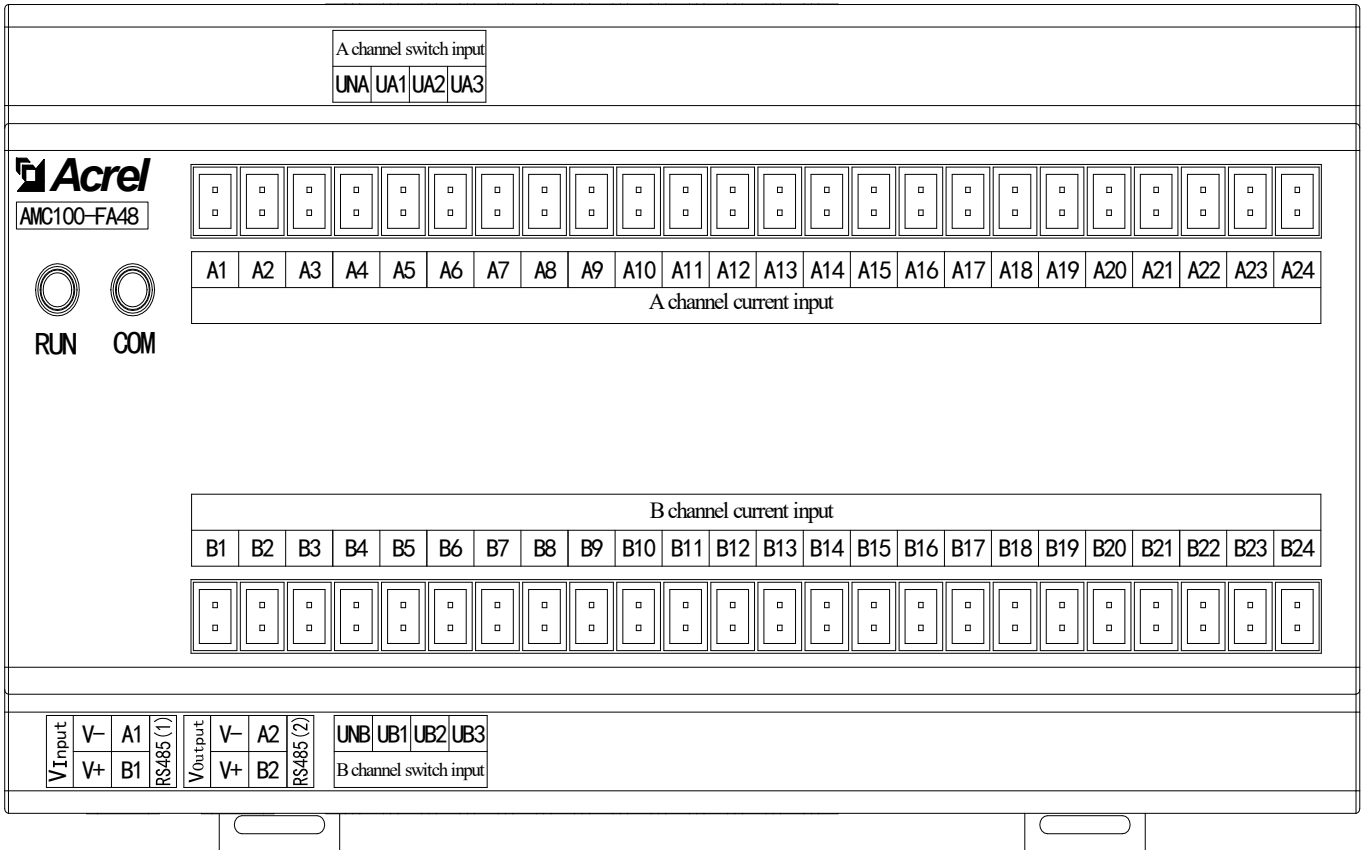 A channel switch input
UNA UA1 UA2 UA3
Acrel
AMC100-FA48
A1 A2 A3 A4 A5 A6 A7 A8 A9 A10 A11 A12 A13 A14 A15 A16 A17 A18 A19 A20 A21 A22 A23 A24
A channel current input
RUN COM
B channel current input
B1 B2 B3 B4 B5 B6 B7 B8 B9 B10 B11 B12 B13 B14 B15 B16 B17 B18 B19 B20 B21 B22 B23 B24
VInput
V- A1
V+ B1
RS485(1)
VOutput
V- A2
V+ B2
RS485(2)
UNB UB1 UB2 UB3
B channel switch input